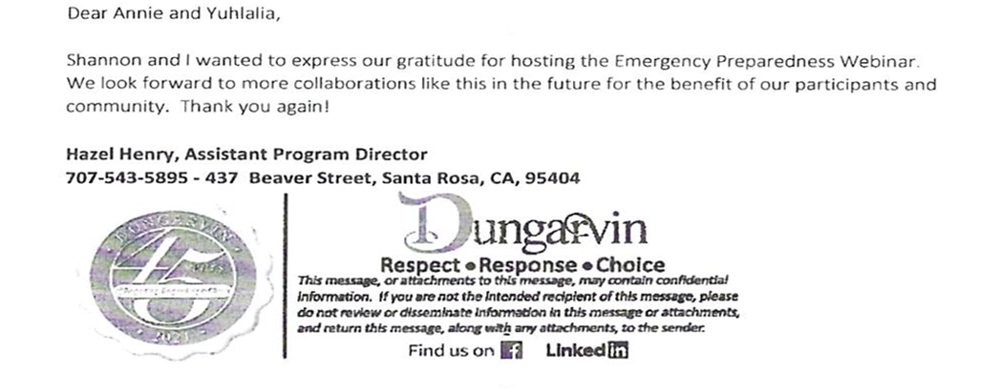 Dear Annie and Yuhlalia,
Shannon and I wanted to express our gratitude for hosting the Emergency Preparedness Webinar.
We look forward to more collaborations like this in the future for the benefit of our participants and
community. Thank you again!
Hazel Henry, Assistant Program Director
707-543-5895 - 437 Beaver Street, Santa Rosa, CA, 95404
DUNGARVIN
45
2021
Dungarvin
Respect • Response • Choice
This message, or attachments to this message, may contain confidential
information. If you are not the intended recipient of this message, please
do not review or disseminate information in this message or attachments,
and return this message, along with any attachments, to the sender.
Find us on f LinkedIn